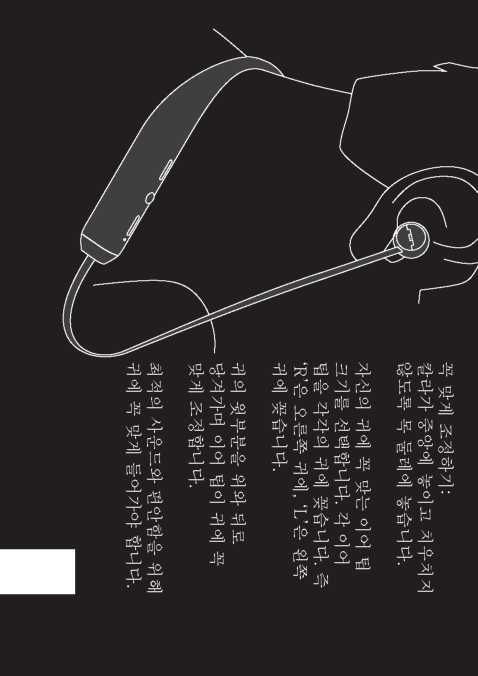 꼭 맞게 조정하기:
칼라가 중앙에 놓이고 치우치지
않도록 목 둘레에 놓습니다.
자신의 귀에 꼭 맞는 이어 팁
크기를 선택합니다. 각 이어
팁을 각각의 귀에 꽂습니다. 즉
'R'은 오른쪽 귀에, 'L'은 왼쪽
귀에 꽂습니다.
귀의 윗부분을 위와 뒤로
당겨가며 이어 팁이 귀에 꼭
맞게 조정합니다.
최적의 사운드와 편안함을 위해
귀에 꼭 맞게 들어가야 합니다.